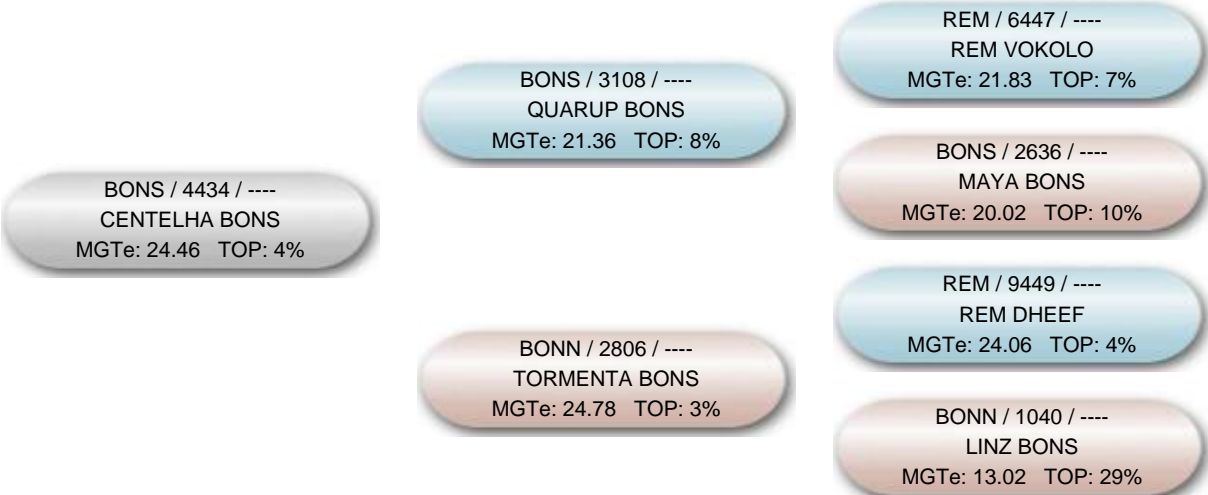 BONS / 4434 / ----
CENTELHA BONS
MGTe: 24.46 TOP: 4%
BONS / 3108 / ----
QUARUP BONS
MGTe: 21.36 TOP: 8%
BONN / 2806 / ----
TORMENTA BONS
MGTe: 24.78 TOP: 3%
REM / 6447 / ----
REM VOKOLO
MGTe: 21.83 TOP: 7%
BONS / 2636 / ----
MAYA BONS
MGTe: 20.02 TOP: 10%
REM / 9449 / ----
REM DHEEF
MGTe: 24.06 TOP: 4%
BONN / 1040 / ----
LINZ BONS
MGTe: 13.02 TOP: 29%